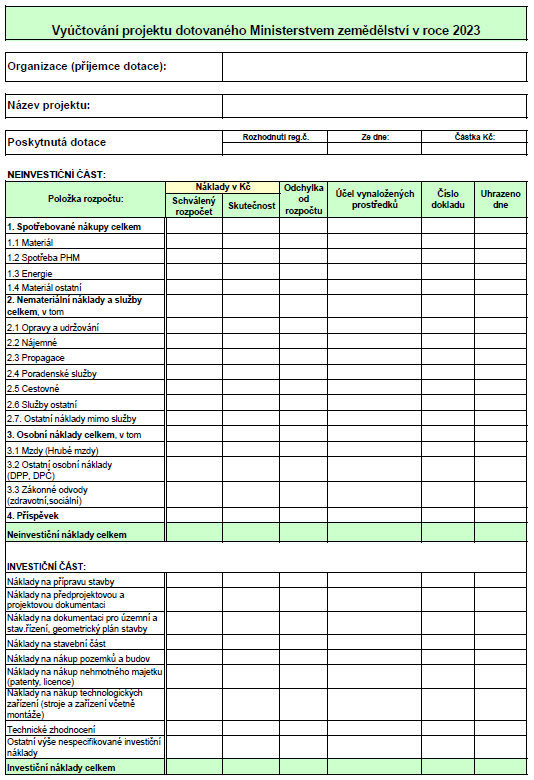 Vyúčtování projektu dotovaného Ministerstvem zemědělství v roce 2023
Organizace (příjemce dotace):
Název projektu:
Poskytnutá dotace
Rozhodnutí reg.č.
Ze dne:
Částka Kč:
NEINVESTIČNÍ ČÁST:
Položka rozpočtu:
Náklady v Kč
Schválený
rozpočet
Skutečnost
Odchylka
od
rozpočtu
Účel vynaložených
prostředků
Číslo
dokladu
Uhrazeno
dne
1. Spotřebované nákupy celkem
1.1 Materiál
1.2 Spotřeba PHM
1.3 Energie
1.4 Materiál ostatní
2. Nemateriální náklady a služby
celkem, v tom
2.1 Opravy a udržování
2.2 Nájemné
2.3 Propagace
2.4 Poradenské služby
2.5 Cestovné
2.6 Služby ostatní
2.7. Ostatní náklady mimo služby
3. Osobní náklady celkem, v tom
3.1 Mzdy (Hrubé mzdy)
3.2 Ostatní osobní náklady
(DPP, DPČ)
3.3 Zákonné odvody
(zdravotní,sociální)
4. Příspěvek
Neinvestiční náklady celkem
INVESTIČNÍ ČÁST:
Náklady na přípravu stavby
Náklady na předprojektovou a
projektovou dokumentaci
Náklady na dokumentaci pro územní a
stav.řízení, geometrický plán stavby
Náklady na stavební část
Náklady na nákup pozemků a budov
Náklady na nákup nehmotného majetku
(patenty, licence)
Náklady na nákup technologických
zařízení (stroje a zařízení včetně
montáže)
Technické zhodnocení
Ostatní výše nespecifikované investiční
náklady
Investiční náklady celkem